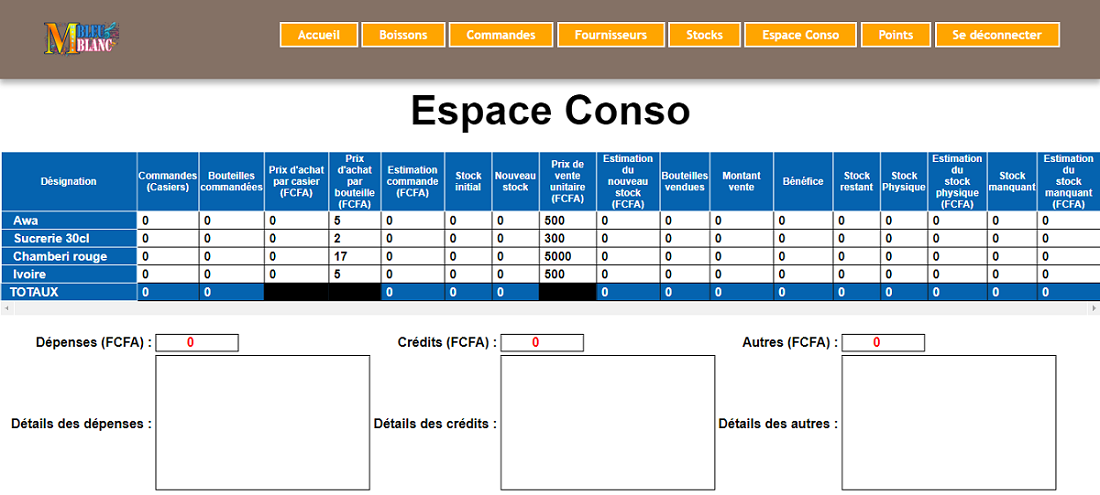 M BLEU BLANC
Accueil Boissons Commandes Fournisseurs Stocks Espace Conso Points Se déconnecter
Espace Conso
Dèsignation Commandes (Casiers) Bouteilles commandées Prix d'achat par casier (FCFA) Prix d'achat par bouteille (FCFA) Estimation commande (FCFA) Stock initial Nouveau stock Prix de vente unitaire (FCFA) Estimation du nouveau stock (FCFA) Bouteilles vendues Montant vente Bénéfice Stock restant Stock Physique Estimation du stock physique (FCFA) Stock manquant Estimation du stock manquant (FCFA)
Awa 0 0 0 5 0 0 0 500 0 0 0 0 0 0 0 0 0
Sucrerie 30cl 0 0 0 2 0 0 0 300 0 0 0 0 0 0 0 0 0
Chamberi rouge 0 0 0 17 0 0 0 5000 0 0 0 0 0 0 0 0 0
Ivoire 0 0 0 5 0 0 0 500 0 0 0 0 0 0 0 0 0
TOTAUX 0 0 0 0 0 0 0 0 0 0 0 0 0 0
Dépenses (FCFA) : 0 Crédits (FCFA) : 0 Autres (FCFA) : 0
Détails des dépenses : Détails des crédits : Détails des autres :